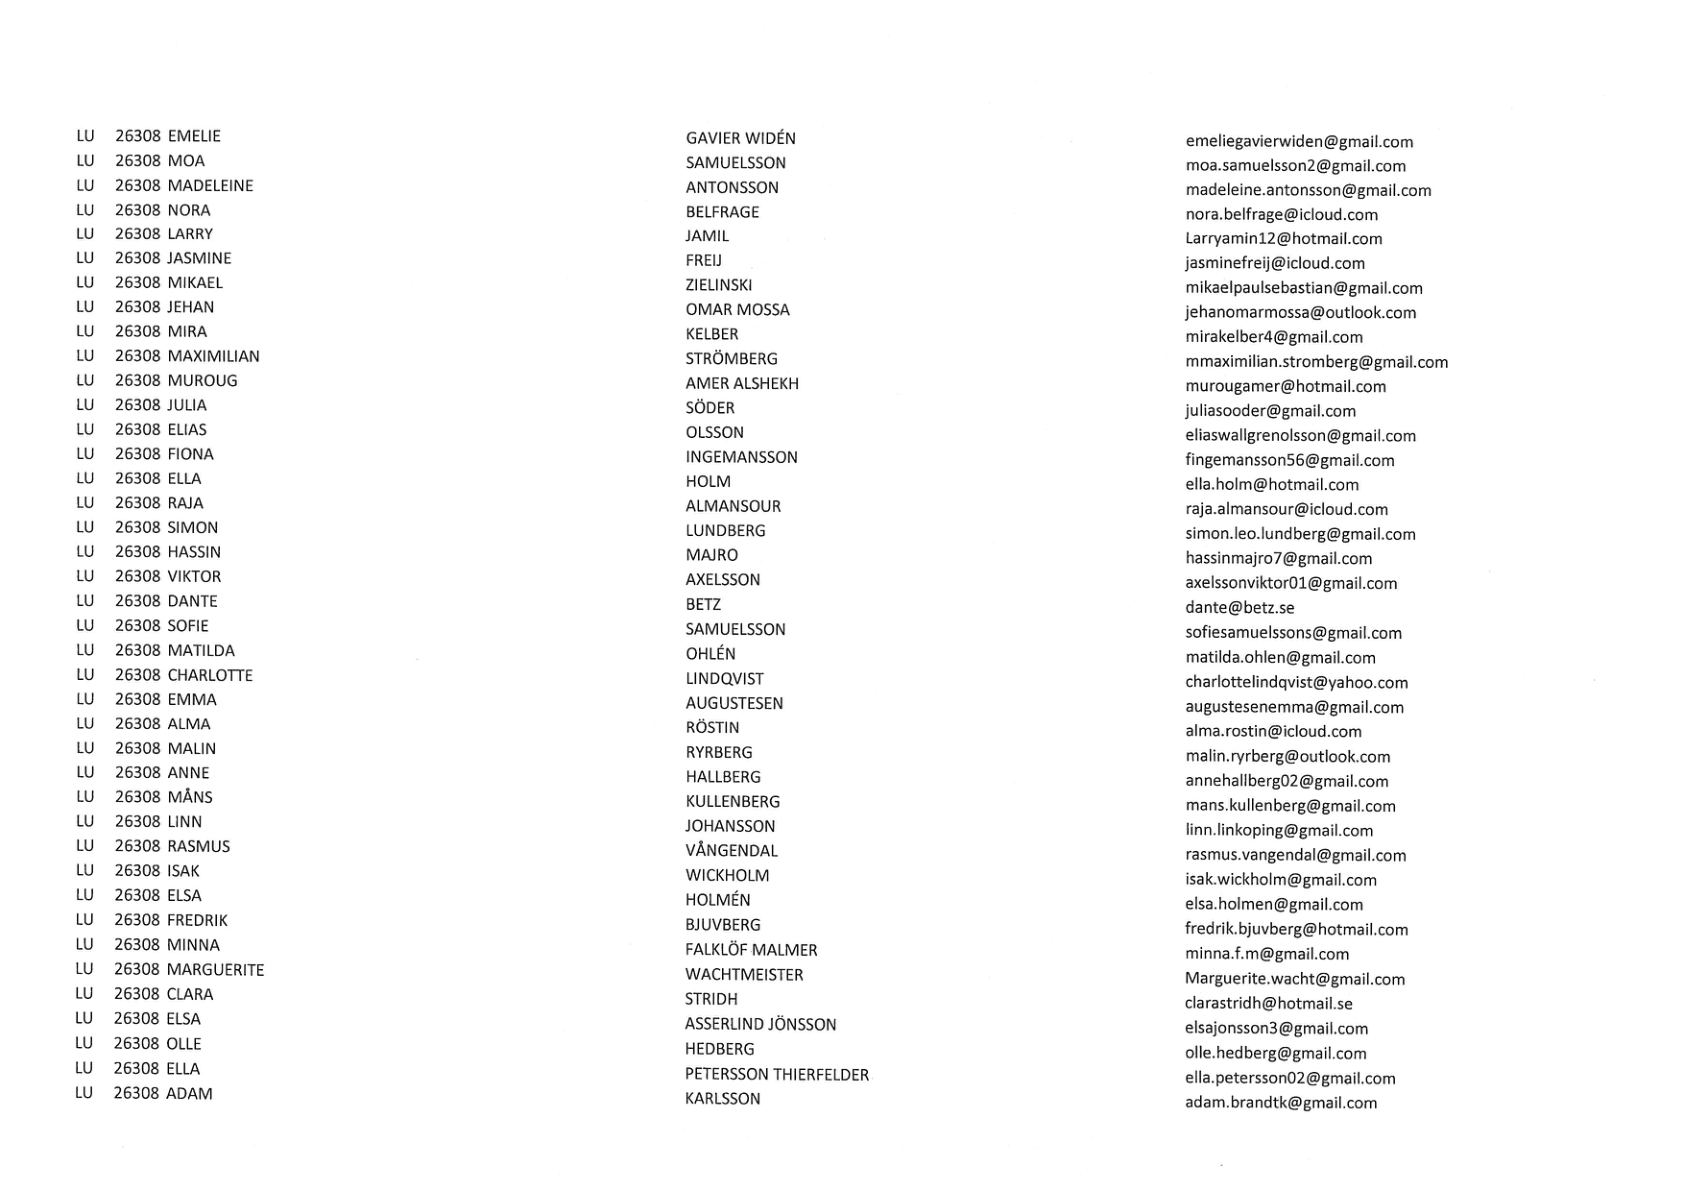 LU 26308 EMELIE GAVIER WIDÉN emeliegavierwiden@gmail.com
LU 26308 MOA SAMUELSSON moa.samuelsson2@gmail.com
LU 26308 MADELEINE ANTONSSON madeleine.antonsson@gmail.com
LU 26308 NORA BELFRAGE nora.belfrage@icloud.com
LU 26308 LARRY JAMIL Larryamin12@hotmail.com
LU 26308 JASMINE FREIJ jasminefreij@icloud.com
LU 26308 MIKAEL ZIELINSKI mikaelpaulsebastian@gmail.com
LU 26308 JEHAN OMAR MOSSA jehanomarmossa@outlook.com
LU 26308 MIRA KELBER mirakelber4@gmail.com
LU 26308 MAXIMILIAN STRÖMBERG mmaximilian.stromberg@gmail.com
LU 26308 MUROUG AMER ALSHEKH murougamer@hotmail.com
LU 26308 JULIA SÖDER juliasooder@gmail.com
LU 26308 ELIAS OLSSON eliaswallgrenolsson@gmail.com
LU 26308 FIONA INGEMANSSON fingemansson56@gmail.com
LU 26308 ELLA HOLM ella.holm@hotmail.com
LU 26308 RAJA ALMANSOUR raja.almansour@icloud.com
LU 26308 SIMON LUNDBERG simon.leo.lundberg@gmail.com
LU 26308 HASSIN MAJRO hassinmajro7@gmail.com
LU 26308 VIKTOR AXELSSON axelssonviktor01@gmail.com
LU 26308 DANTE BETZ dante@betz.se
LU 26308 SOFIE SAMUELSSON sofiesamuelssons@gmail.com
LU 26308 MATILDA OHLÉN matilda.ohlen@gmail.com
LU 26308 CHARLOTTE LINDQVIST charlottelindqvist@yahoo.com
LU 26308 EMMA AUGUSTESEN augustesenemma@gmail.com
LU 26308 ALMA RÖSTIN alma.rostin@icloud.com
LU 26308 MALIN RYRBERG malin.ryrberg@outlook.com
LU 26308 ANNE HALLBERG annehallberg02@gmail.com
LU 26308 MÅNS KULLENBERG mans.kullenberg@gmail.com
LU 26308 LINN JOHANSSON linn.linkoping@gmail.com
LU 26308 RASMUS VÅNGENDAL rasmus.vangendal@gmail.com
LU 26308 ISAK WICKHOLM isak.wickholm@gmail.com
LU 26308 ELSA HOLMÉN elsa.holmen@gmail.com
LU 26308 FREDRIK BJUVBERG fredrik.bjuvberg@hotmail.com
LU 26308 MINNA FALKLÖF MALMER minna.f.m@gmail.com
LU 26308 MARGUERITE WACHTMEISTER Marguerite.wacht@gmail.com
LU 26308 CLARA STRIDH clarastridh@hotmail.se
LU 26308 ELSA ASSERLIND JÖNSSON elsajonsson3@gmail.com
LU 26308 OLLE HEDBERG olle.hedberg@gmail.com
LU 26308 ELLA PETERSSON THIERFELDER ella.petersson02@gmail.com
LU 26308 ADAM KARLSSON adam.brandtk@gmail.com